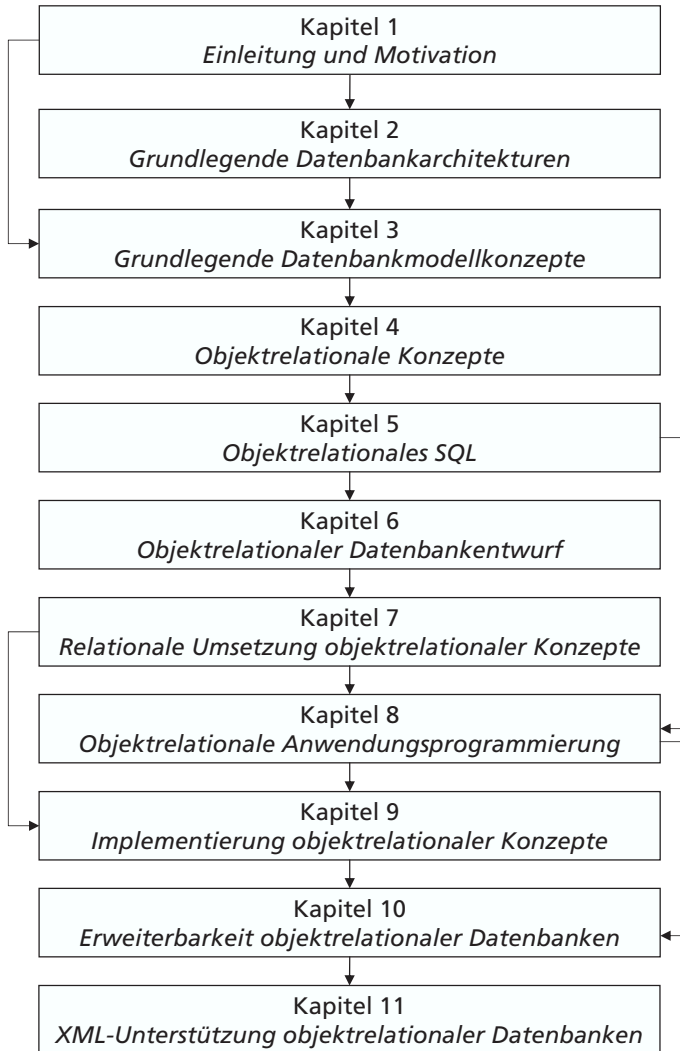 Kapitel 1
Einleitung und Motivation
Kapitel 2
Grundlegende Datenbankarchitekturen
Kapitel 3
Grundlegende Datenbankmodellkonzepte
Kapitel 4
Objektrelationale Konzepte
Kapitel 5
Objektrelationales SQL
Kapitel 6
Objektrelationaler Datenbankentwurf
Kapitel 7
Relationale Umsetzung objektrelationaler Konzepte
Kapitel 8
Objektrelationale Anwendungsprogrammierung
Kapitel 9
Implementierung objektrelationaler Konzepte
Kapitel 10
Erweiterbarkeit objektrelationaler Datenbanken
Kapitel 11
XML-Unterstützung objektrelationaler Datenbanken